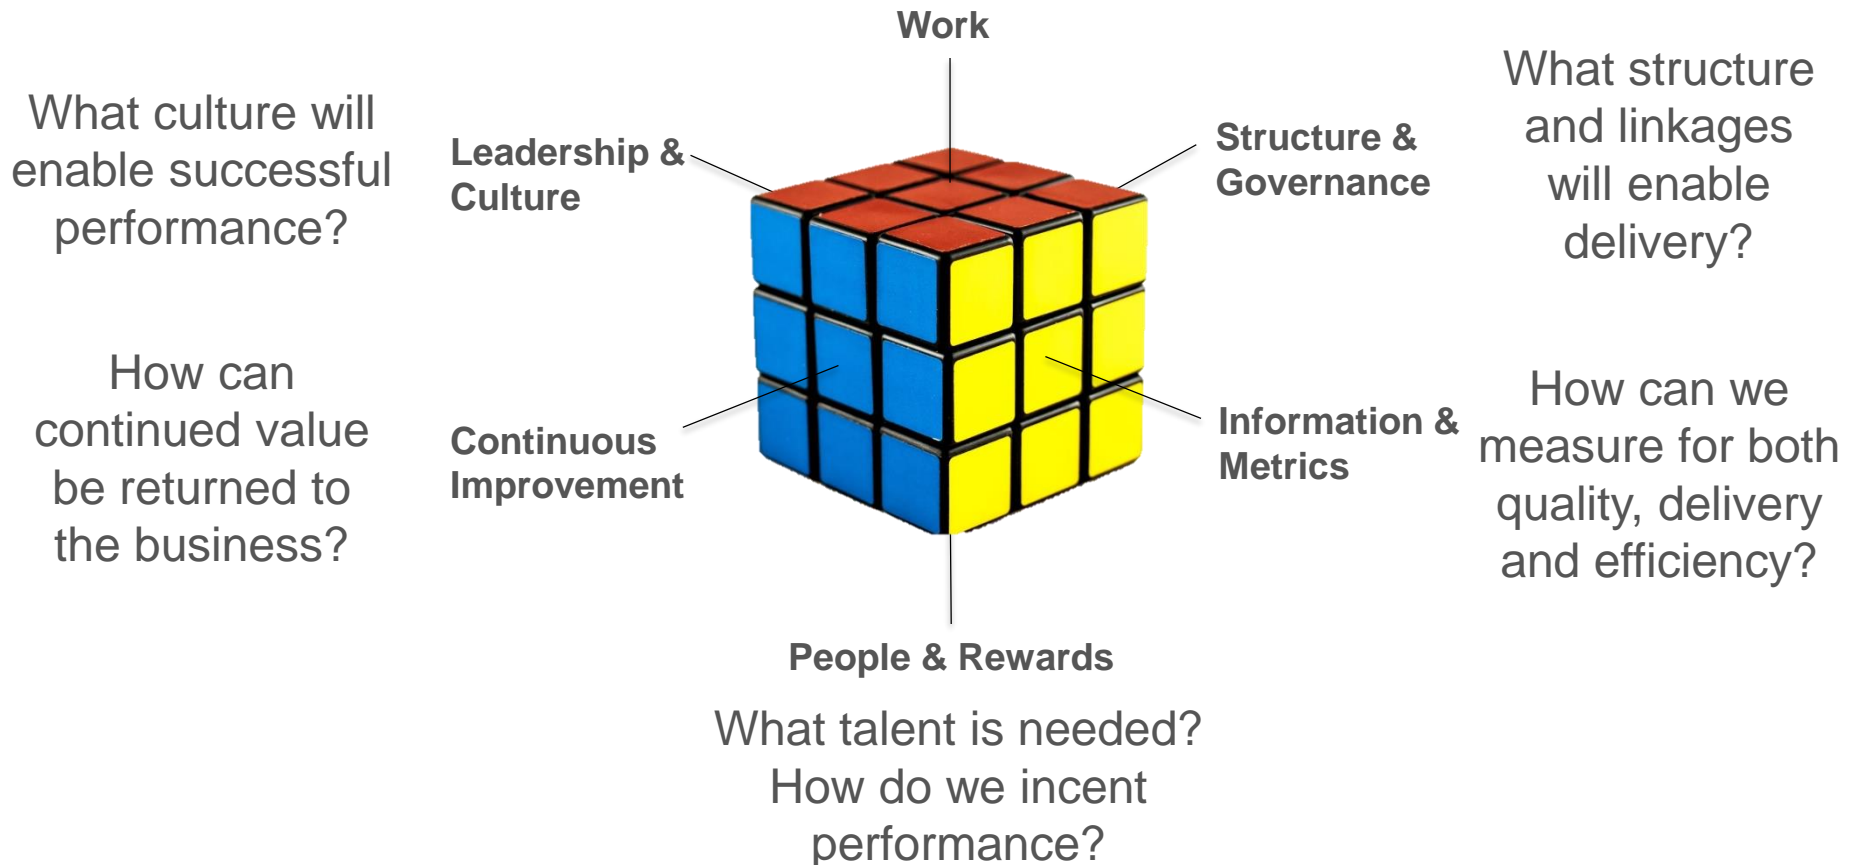 Work
What culture will
enable successful
performance?
Leadership &
Culture
Structure &
Governance
What structure
and linkages
will enable
delivery?
How can
continued value
be returned to
the business?
Continuous
Improvement
Information &
Metrics
How can we
measure for both
quality, delivery
and efficiency?
People & Rewards
What talent is needed?
How do we incent
performance?